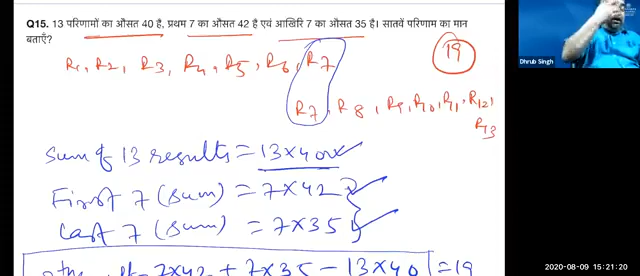 Q15. 13 परिणामों का औसत 40 है, प्रथम 7 का औसत 42 है एवं आखिरि 7 का औसत 35 है। सातवें परिणाम का मान
बताएँ?
19
Dhrub Singh
R1, R2, R3, R4, R5, R6, R7
R7, R8, R9, R10, R11, R12,
R13
Sum of 13 results = 13×40
First 7 (sum) = 7×42
Last 7 (sum) = 7×35
7×42 + 7×35 - 13×40 = 19
2020-08-09 15:21:20